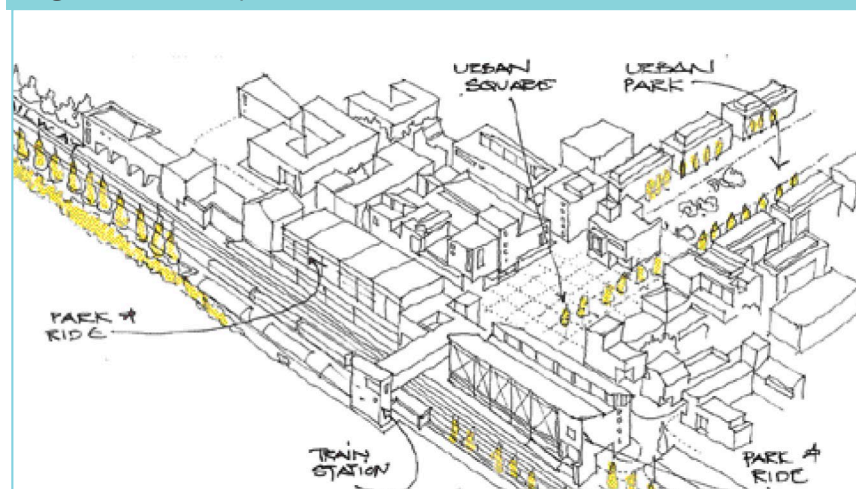 URBAN
SQUARE
URBAN
PARK
PARK &
RIDE
TRAIN
STATION
PARK &
RIDE